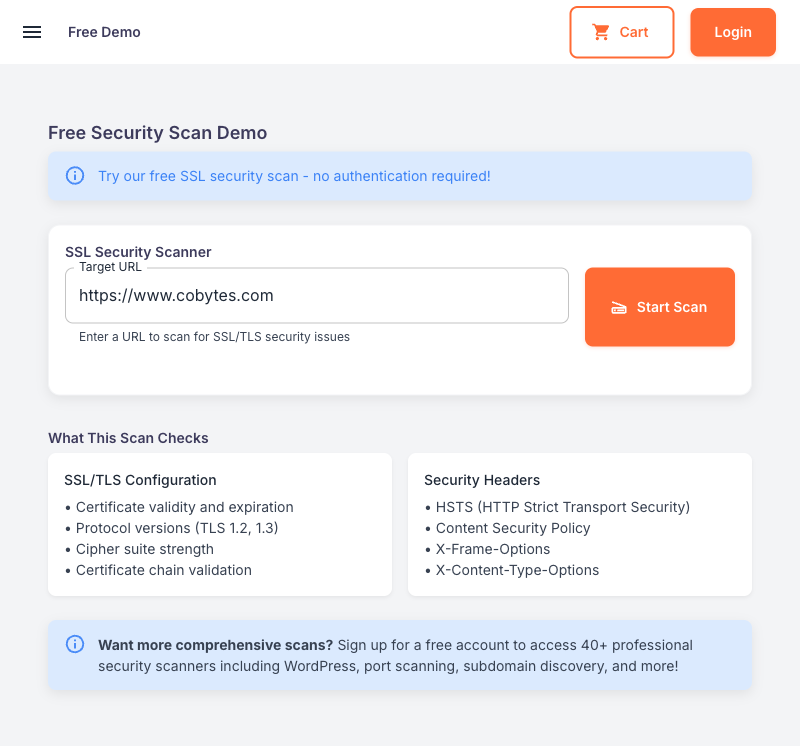 Free Demo
Cart
Login
Free Security Scan Demo
Try our free SSL security scan - no authentication required!
SSL Security Scanner
Target URL
https://www.cobytes.com
Enter a URL to scan for SSL/TLS security issues
Start Scan
What This Scan Checks
SSL/TLS Configuration
• Certificate validity and expiration
• Protocol versions (TLS 1.2, 1.3)
• Cipher suite strength
• Certificate chain validation
Security Headers
• HSTS (HTTP Strict Transport Security)
• Content Security Policy
• X-Frame-Options
• X-Content-Type-Options
Want more comprehensive scans? Sign up for a free account to access 40+ professional
security scanners including WordPress, port scanning, subdomain discovery, and more!